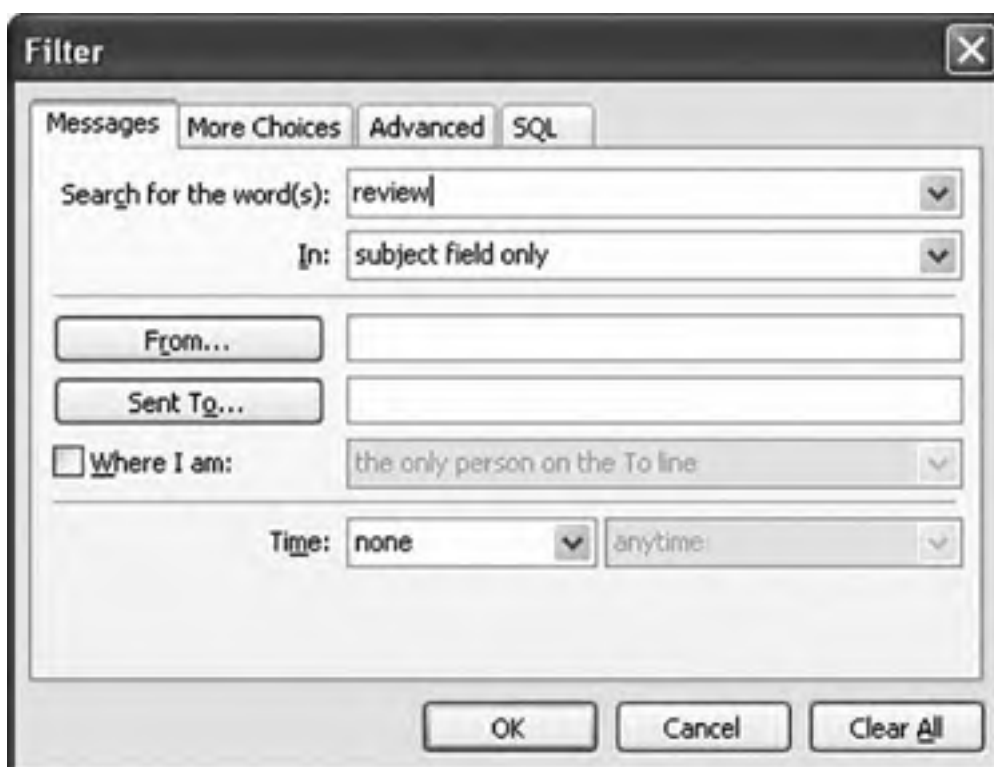 Filter
Messages More Choices Advanced SQL
Search for the word(s): review
In: subject field only
From...
Sent To...
Where I am: the only person on the To line
Time: none anytime
OK Cancel Clear All